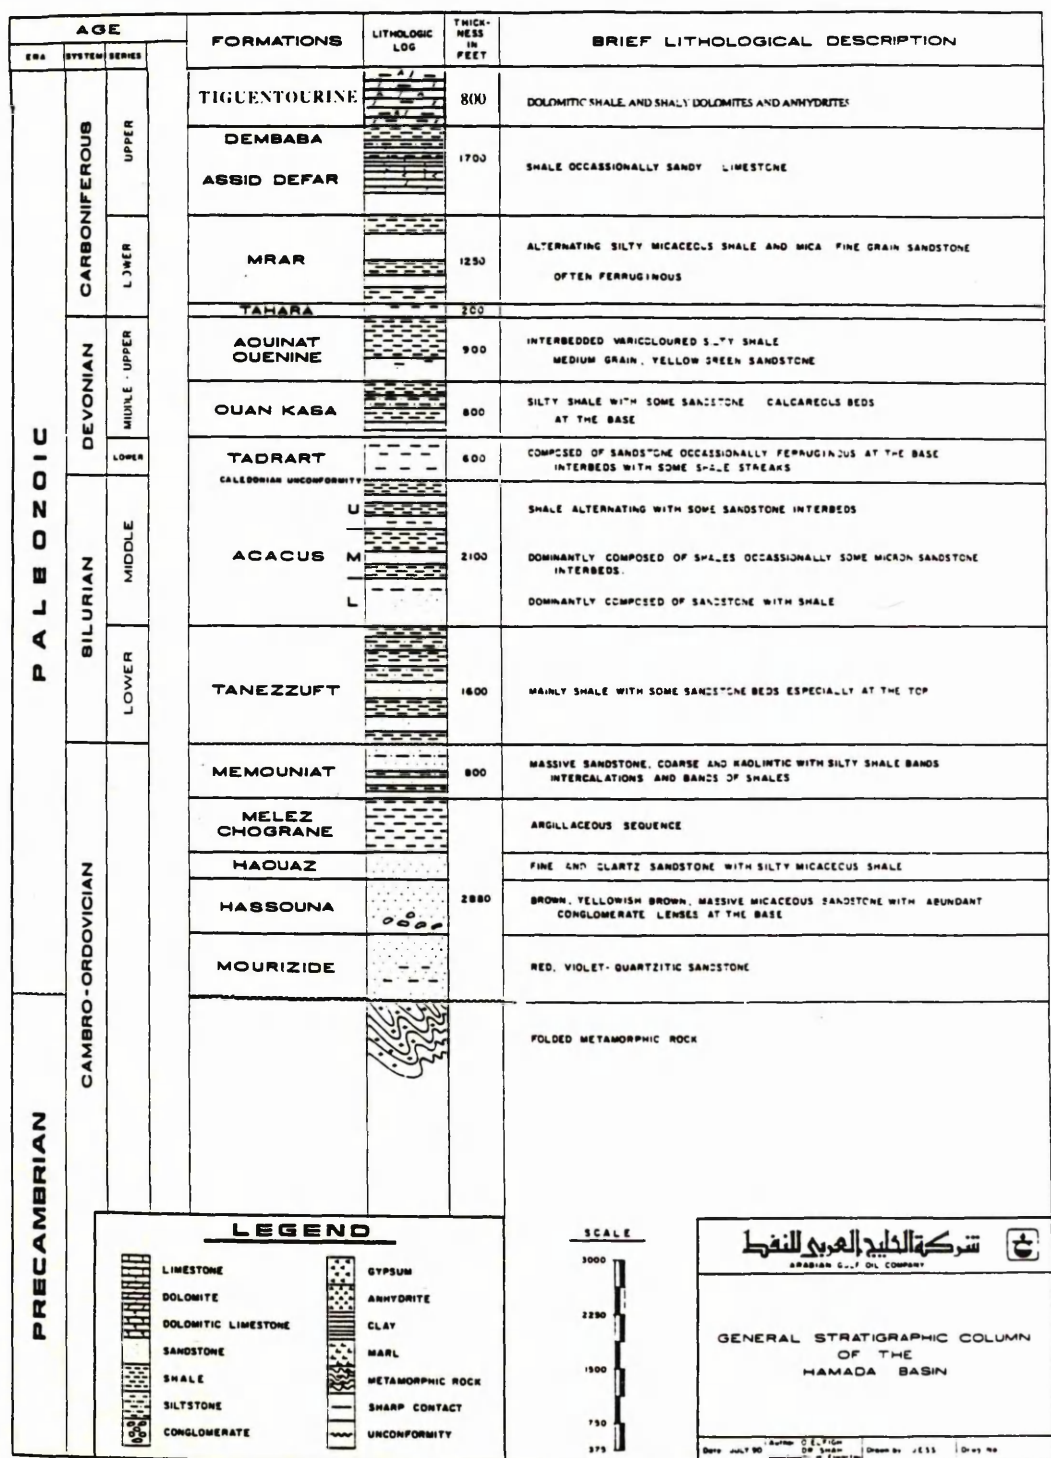 AGE
ERA SYSTEM SERIES
FORMATIONS
LITHOLOGIC LOG
THICK-
NESS
IN
FEET
BRIEF LITHOLOGICAL DESCRIPTION
PALEOZOIC
PRECAMBRIAN
CARBONIFEROUS
DEVONIAN
SILURIAN
CAMBRO-ORDOVICIAN
UPPER
LOWER
MIDDLE - UPPER
LOWER
MIDDLE
LOWER
TIGUENTOURINE 800 DOLOMITIC SHALE AND SHALY DOLOMITES AND ANHYDRITES
DEMBABA
ASSID DEFAR 1700 SHALE OCCASSIONALLY SANDY LIMESTONE
MRAR 1250 ALTERNATING SILTY MICACEOUS SHALE AND MICA FINE GRAIN SANDSTONE
OFTEN FERRUGINOUS
TAHARA 200
AOUINAT
OUENINE 900 INTERBEDDED VARICOLOURED SILTY SHALE
MEDIUM GRAIN, YELLOW GREEN SANDSTONE
OUAN KASA 800 SILTY SHALE WITH SOME SANDSTONE CALCAREOUS BEDS
AT THE BASE
TADRART 600 COMPOSED OF SANDSTONE OCCASSIONALLY FERRUGINOUS AT THE BASE
INTERBEDS WITH SOME SHALE STREAKS
CALEDONIAN UNCONFORMITY
U SHALE ALTERNATING WITH SOME SANDSTONE INTERBEDS
ACACUS M 2100 DOMINANTLY COMPOSED OF SHALES OCCASSIONALLY SOME MICRON SANDSTONE
INTERBEDS.
L DOMINANTLY COMPOSED OF SANDSTONE WITH SHALE
TANEZZUFT 1600 MAINLY SHALE WITH SOME SANDSTONE BEDS ESPECIALLY AT THE TOP
MEMOUNIAT 800 MASSIVE SANDSTONE, COARSE AND KAOLINTIC WITH SILTY SHALE BANDS
INTERCALATIONS AND BANDS OF SHALES
MELEZ
CHOGRANE ARGILLACEOUS SEQUENCE
HAOUAZ FINE AND QUARTZ SANDSTONE WITH SILTY MICACEOUS SHALE
HASSOUNA 2880 BROWN, YELLOWISH BROWN, MASSIVE MICACEOUS SANDSTONE WITH ABUNDANT
CONGLOMERATE LENSES AT THE BASE
MOURIZIDE RED, VIOLET- QUARTZITIC SANDSTONE
FOLDED METAMORPHIC ROCK
LEGEND
LIMESTONE
DOLOMITE
DOLOMITIC LIMESTONE
SANDSTONE
SHALE
SILTSTONE
CONGLOMERATE
GYPSUM
ANHYDRITE
CLAY
MARL
METAMORPHIC ROCK
SHARP CONTACT
UNCONFORMITY
SCALE
3000
2250
1500
750
375
شركة الخليج العربي للنفط
ARABIAN GULF OIL COMPANY
GENERAL STRATIGRAPHIC COLUMN
OF THE
HAMADA BASIN
Date JULY 90 Author DR SHAH Drawn by JESS Drwg No